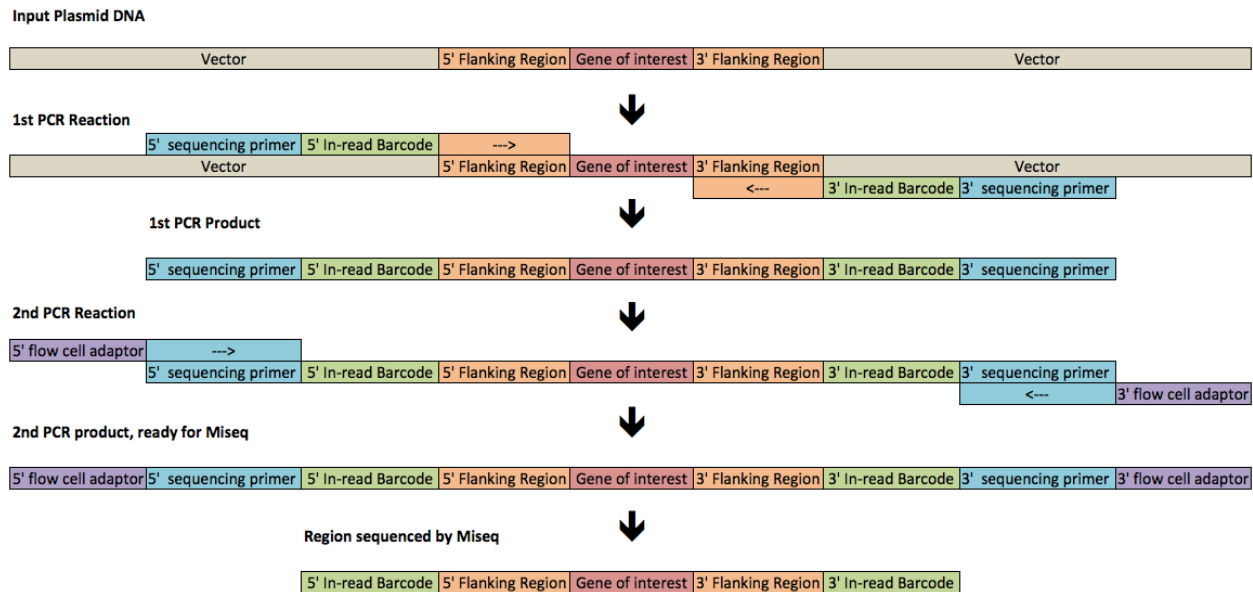 Input Plasmid DNA
Vector 5' Flanking Region Gene of interest 3' Flanking Region Vector
1st PCR Reaction
5' sequencing primer 5' In-read Barcode --->
Vector 5' Flanking Region Gene of interest 3' Flanking Region Vector
<--- 3' In-read Barcode 3' sequencing primer
1st PCR Product
5' sequencing primer 5' In-read Barcode 5' Flanking Region Gene of interest 3' Flanking Region 3' In-read Barcode 3' sequencing primer
2nd PCR Reaction
5' flow cell adaptor --->
5' sequencing primer 5' In-read Barcode 5' Flanking Region Gene of interest 3' Flanking Region 3' In-read Barcode 3' sequencing primer
<--- 3' flow cell adaptor
2nd PCR product, ready for Miseq
5' flow cell adaptor 5' sequencing primer 5' In-read Barcode 5' Flanking Region Gene of interest 3' Flanking Region 3' In-read Barcode 3' sequencing primer 3' flow cell adaptor
Region sequenced by Miseq
5' In-read Barcode 5' Flanking Region Gene of interest 3' Flanking Region 3' In-read Barcode